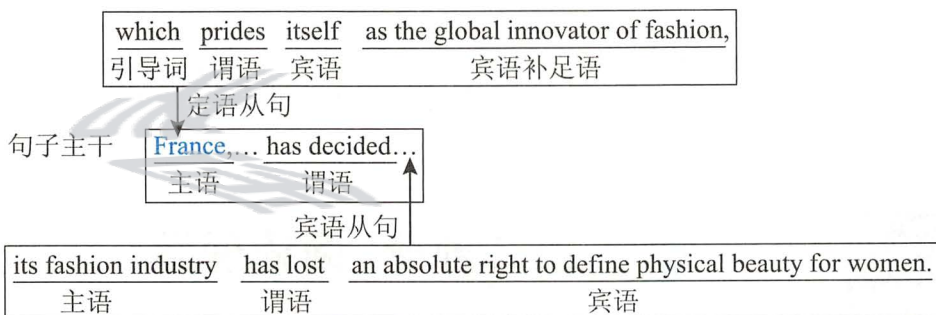 which prides itself as the global innovator of fashion,
引导词 谓语 宾语 宾语补足语
定语从句
句子主干 France,… has decided…
主语 谓语
宾语从句
its fashion industry has lost an absolute right to define physical beauty for women.
主语 谓语 宾语